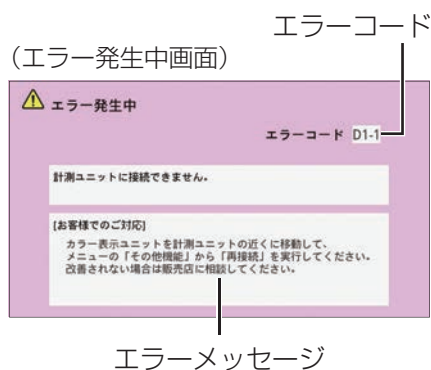 エラーコード
(エラー発生中画面)
エラー発生中
エラーコード D1-1
計測ユニットに接続できません。
[お客様でのご対応]
カラー表示ユニットを計測ユニットの近くに移動して、
メニューの「その他機能」から「再接続」を実行してください。
改善されない場合は販売店に相談してください。
エラーメッセージ